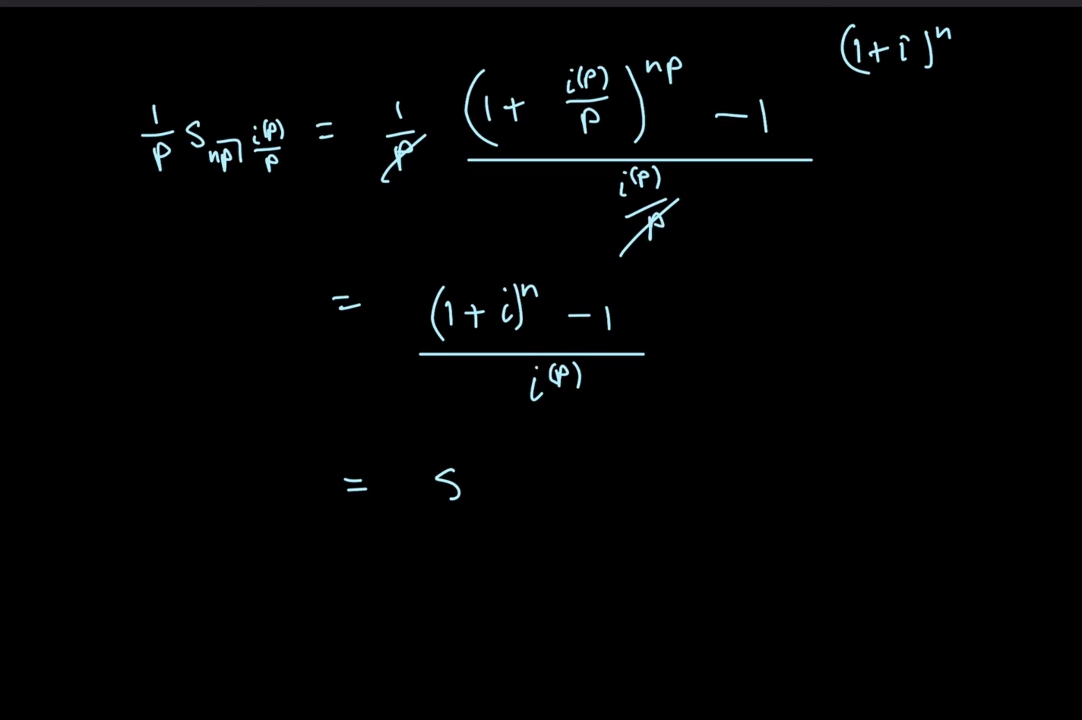 (1+i)^n
1/p s_{np⌉ i^(p)/p} = 1/p ((1 + i^(p)/p)^{np} − 1)/(i^(p)/p)
= ((1+i)^n − 1)/i^(p)
= s